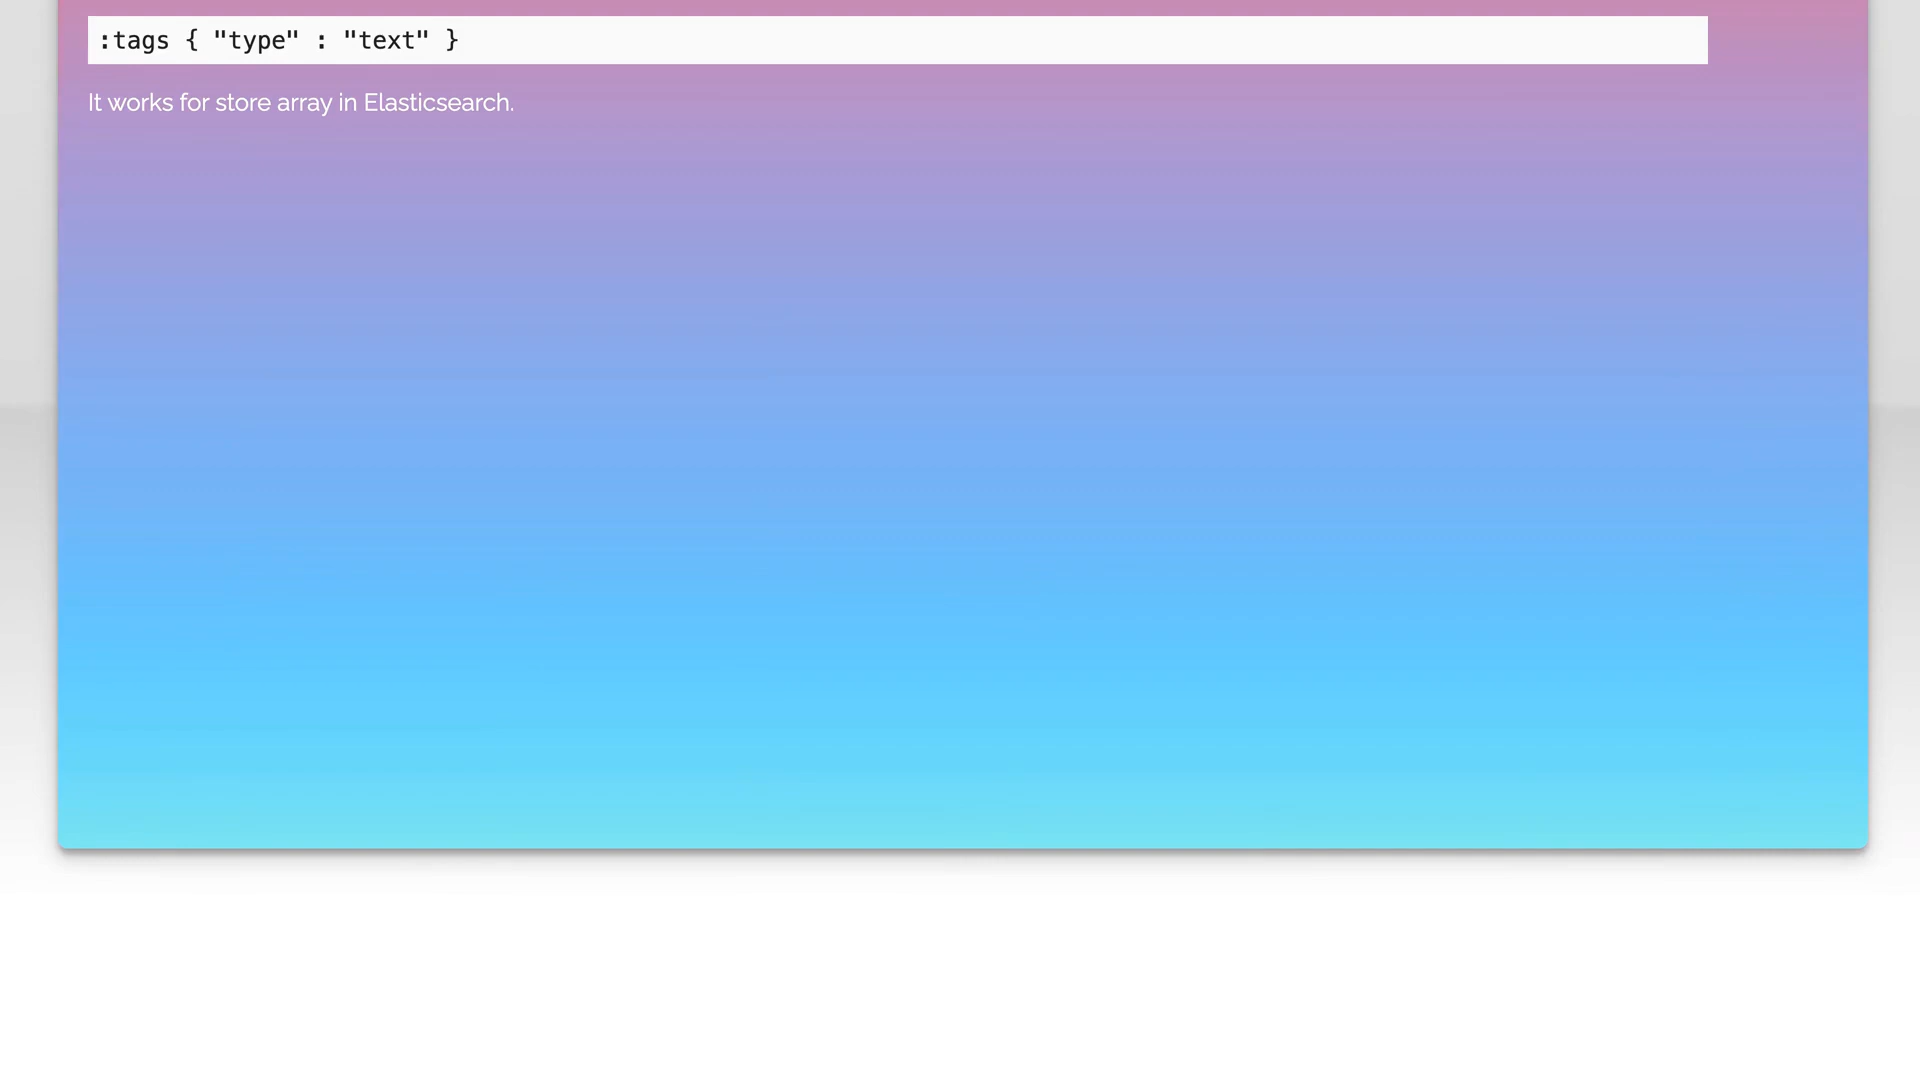 :tags { "type" : "text" }
It works for store array in Elasticsearch.